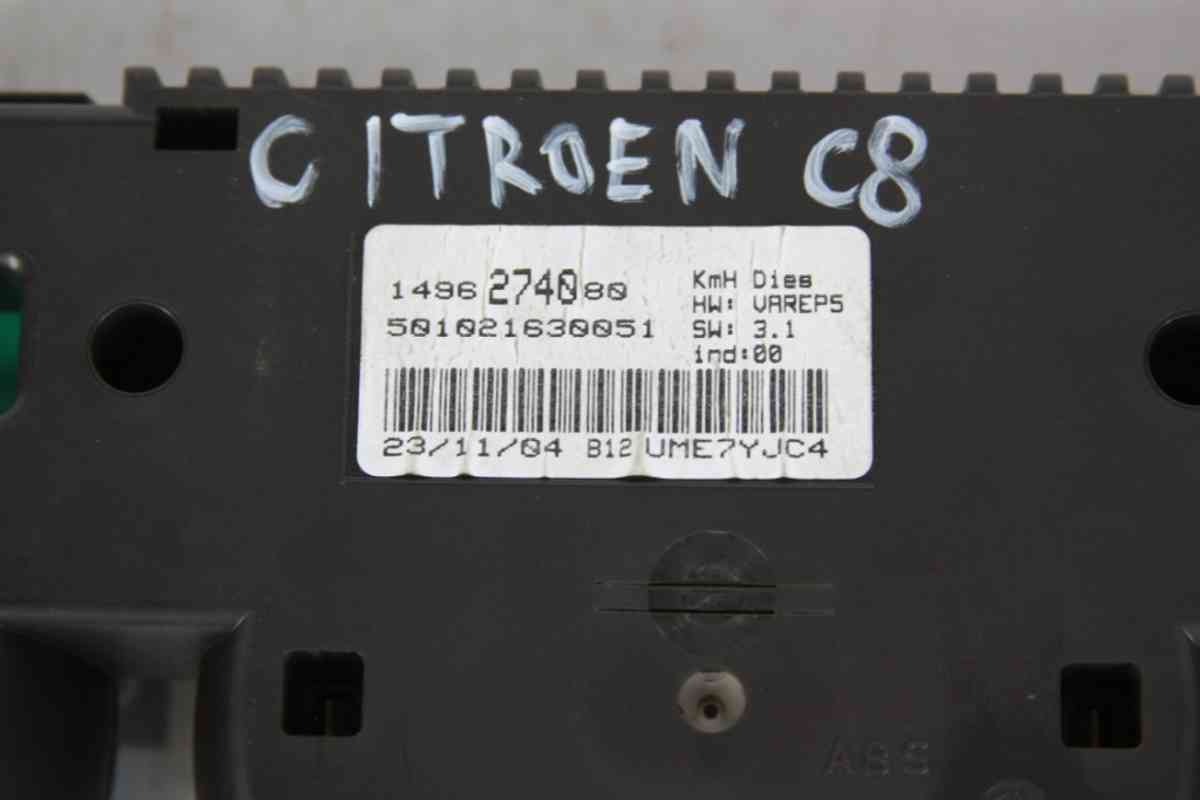 CITROEN C8
1496 2740 80
501021630051
KmH Dies
HW: VAREP5
SW: 3.1
ind:00
23/11/04 B12 UME7YJC4
ABS